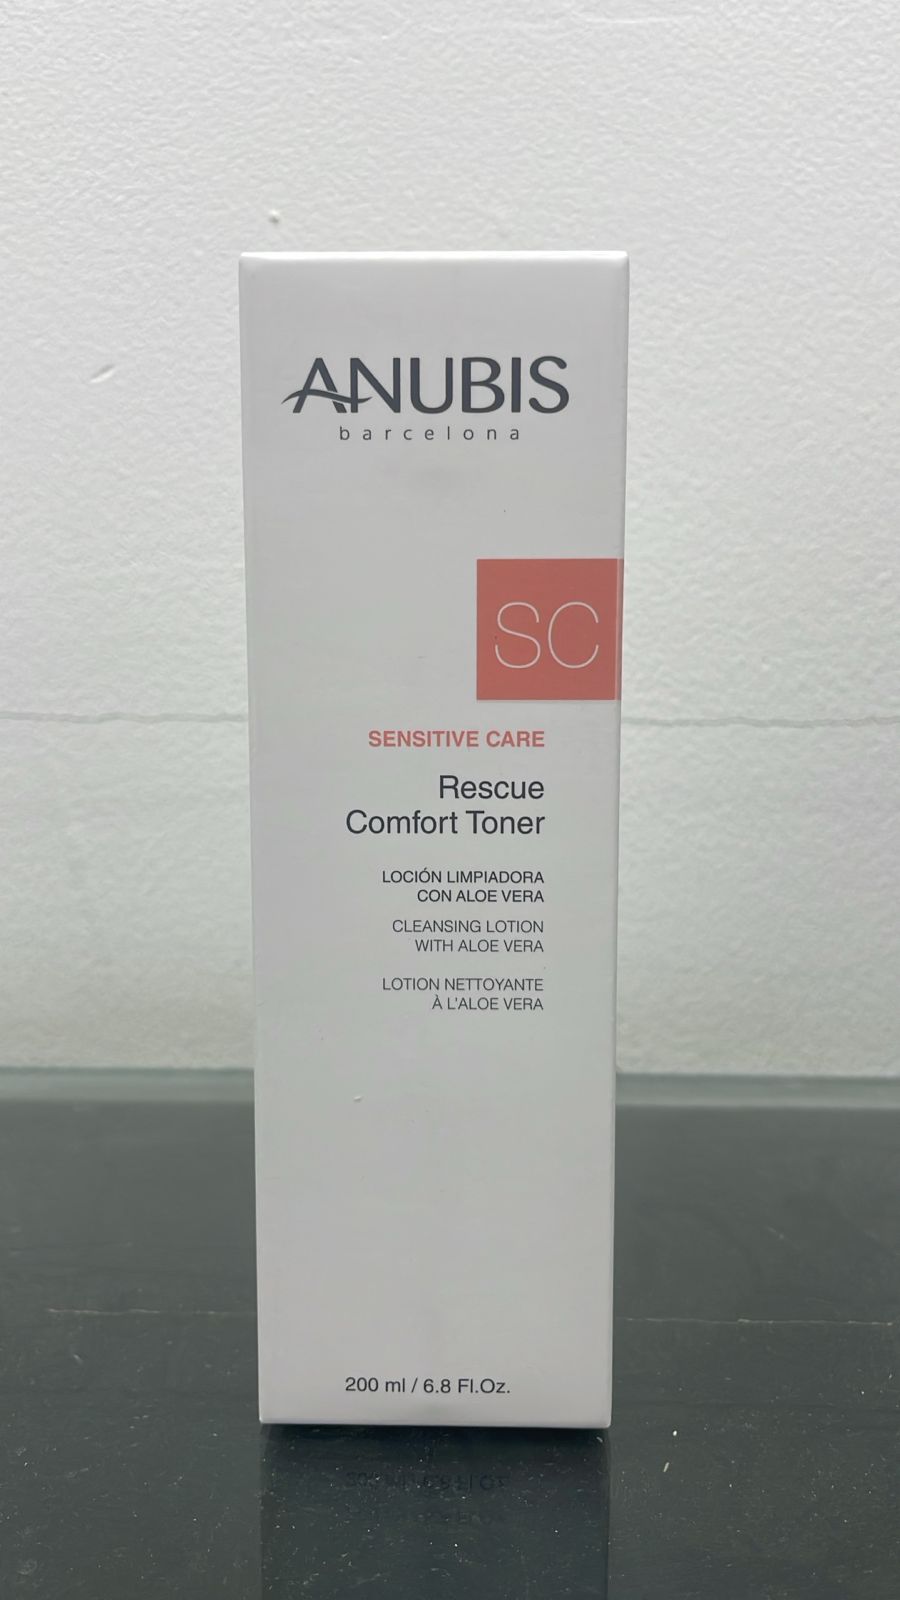 ANUBIS
barcelona
SC
SENSITIVE CARE
Rescue
Comfort Toner
LOCIÓN LIMPIADORA
CON ALOE VERA
CLEANSING LOTION
WITH ALOE VERA
LOTION NETTOYANTE
À L'ALOE VERA
200 ml / 6.8 Fl.Oz.